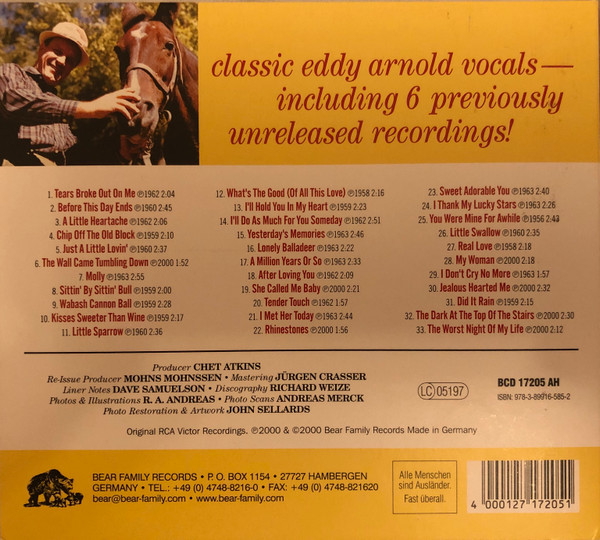 classic eddy arnold vocals—
including 6 previously
unreleased recordings!
1. Tears Broke Out On Me ℗1962 2:04
2. Before This Day Ends ℗1960 2:45
3. A Little Heartache ℗1962 2:06
4. Chip Off The Old Block ℗1959 2:10
5. Just A Little Lovin' ℗1960 2:37
6. The Wall Came Tumbling Down ℗2000 1:52
7. Molly ℗1963 2:55
8. Sittin' By Sittin' Bull ℗1959 2:00
9. Wabash Cannon Ball ℗1959 2:28
10. Kisses Sweeter Than Wine ℗1959 2:17
11. Little Sparrow ℗1960 2:36
12. What's The Good (Of All This Love) ℗1958 2:16
13. I'll Hold You In My Heart ℗1959 2:23
14. I'll Do As Much For You Someday ℗1962 2:51
15. Yesterday's Memories ℗1963 2:46
16. Lonely Balladeer ℗1963 2:22
17. A Million Years Or So ℗1963 2:33
18. After Loving You ℗1962 2:09
19. She Called Me Baby ℗2000 2:21
20. Tender Touch ℗1962 1:57
21. I Met Her Today ℗1963 2:44
22. Rhinestones ℗2000 1:56
23. Sweet Adorable You ℗1963 2:40
24. I Thank My Lucky Stars ℗1963 2:26
25. You Were Mine For Awhile ℗1956 2:43
26. Little Swallow ℗1960 2:35
27. Real Love ℗1958 2:18
28. My Woman ℗2000 2:18
29. I Don't Cry No More ℗1963 1:57
30. Jealous Hearted Me ℗2000 2:32
31. Did It Rain ℗1959 2:15
32. The Dark At The Top Of The Stairs ℗2000 2:30
33. The Worst Night Of My Life ℗2000 2:12
Producer CHET ATKINS
Re-Issue Producer MOHNS MOHNSSEN • Mastering JÜRGEN CRASSER
Liner Notes DAVE SAMUELSON • Discography RICHARD WEIZE
Photos & Illustrations R. A. ANDREAS • Photo Scans ANDREAS MERCK
Photo Restoration & Artwork JOHN SELLARDS
LC 05197
BCD 17205 AH
ISBN: 978-3-89916-585-2
Original RCA Victor Recordings. ℗2000 & ©2000 Bear Family Records Made in Germany
BEAR FAMILY RECORDS • P. O. BOX 1154 • 27727 HAMBERGEN
GERMANY • TEL.: +49 (0) 4748-8216-0 • FAX: +49 (0) 4748-821620
bear@bear-family.com • www.bear-family.com
Alle Menschen
sind Ausländer.
Fast überall.
4 000127 172051